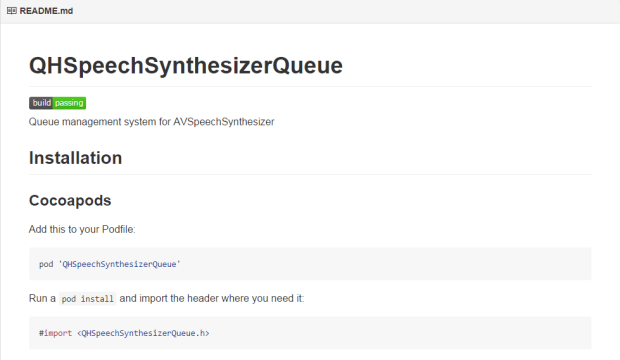 README.md
QHSpeechSynthesizerQueue
build passing
Queue management system for AVSpeechSynthesizer
Installation
Cocoapods
Add this to your Podfile:
pod 'QHSpeechSynthesizerQueue'
Run a pod install and import the header where you need it:
#import <QHSpeechSynthesizerQueue.h>